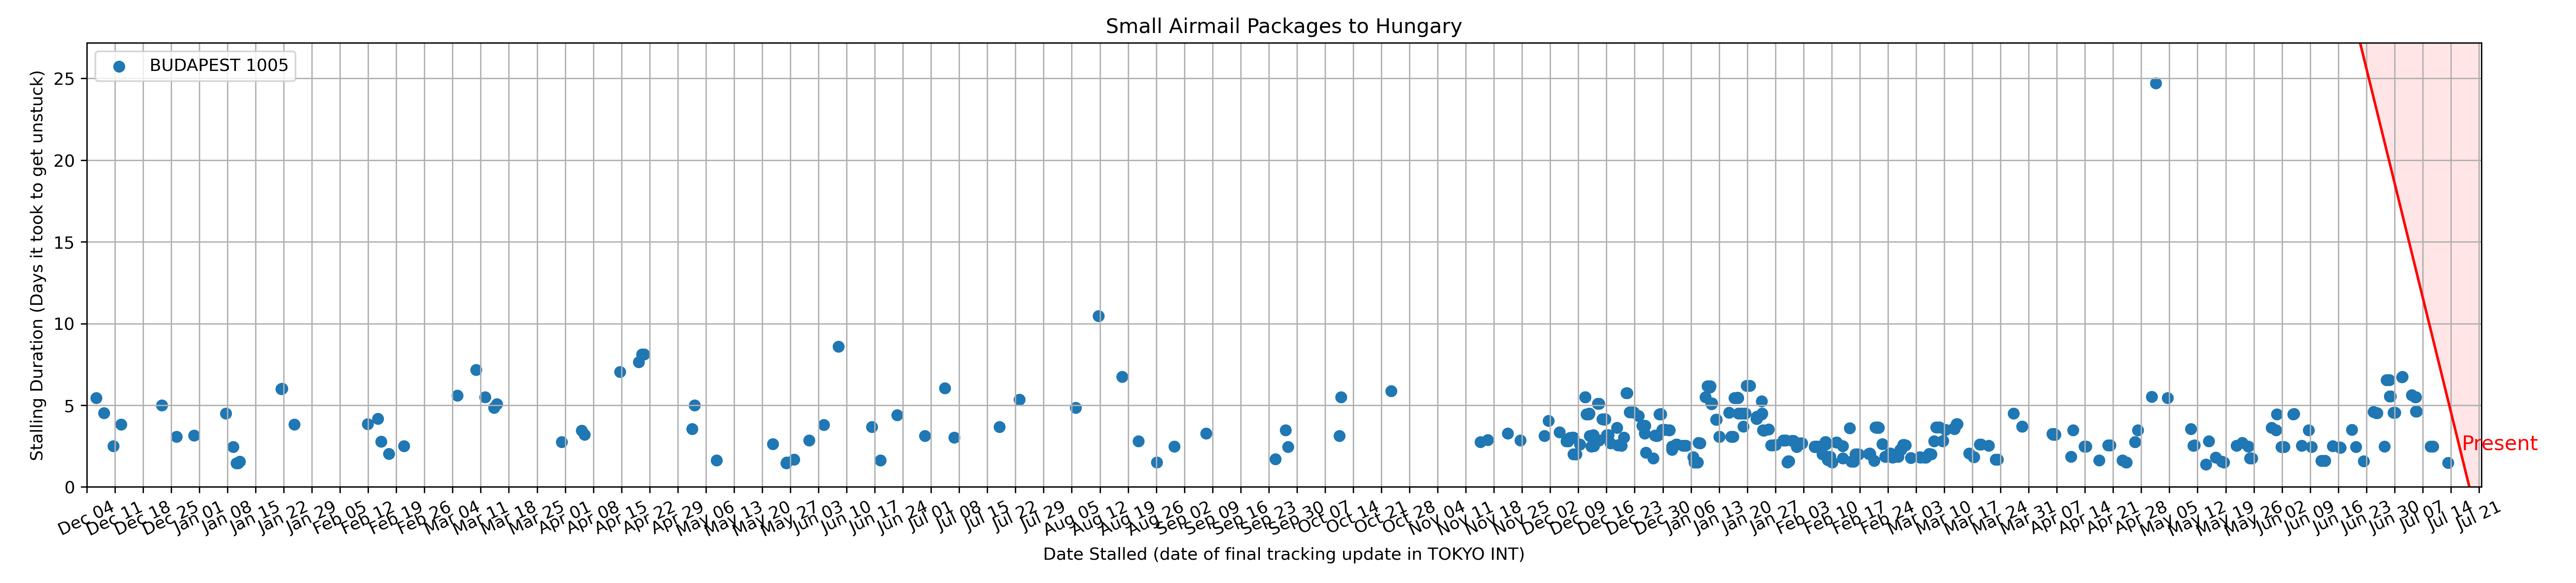 Small Airmail Packages to Hungary
BUDAPEST 1005
Stalling Duration (Days it took to get unstuck)
25
20
15
10
5
0
Present
Dec 04 Dec 11 Dec 18 Dec 25 Jan 01 Jan 08 Jan 15 Jan 22 Jan 29 Feb 05 Feb 12 Feb 19 Feb 26 Mar 04 Mar 11 Mar 18 Mar 25 Apr 01 Apr 08 Apr 15 Apr 22 Apr 29 May 06 May 13 May 20 May 27 Jun 03 Jun 10 Jun 17 Jun 24 Jul 01 Jul 08 Jul 15 Jul 22 Jul 29 Aug 05 Aug 12 Aug 19 Aug 26 Sep 02 Sep 09 Sep 16 Sep 23 Sep 30 Oct 07 Oct 14 Oct 21 Oct 28 Nov 04 Nov 11 Nov 18 Nov 25 Dec 02 Dec 09 Dec 16 Dec 23 Dec 30 Jan 06 Jan 13 Jan 20 Jan 27 Feb 03 Feb 10 Feb 17 Feb 24 Mar 03 Mar 10 Mar 17 Mar 24 Mar 31 Apr 07 Apr 14 Apr 21 Apr 28 May 05 May 12 May 19 May 26 Jun 02 Jun 09 Jun 16 Jun 23 Jun 30 Jul 07 Jul 14 Jul 21
Date Stalled (date of final tracking update in TOKYO INT)